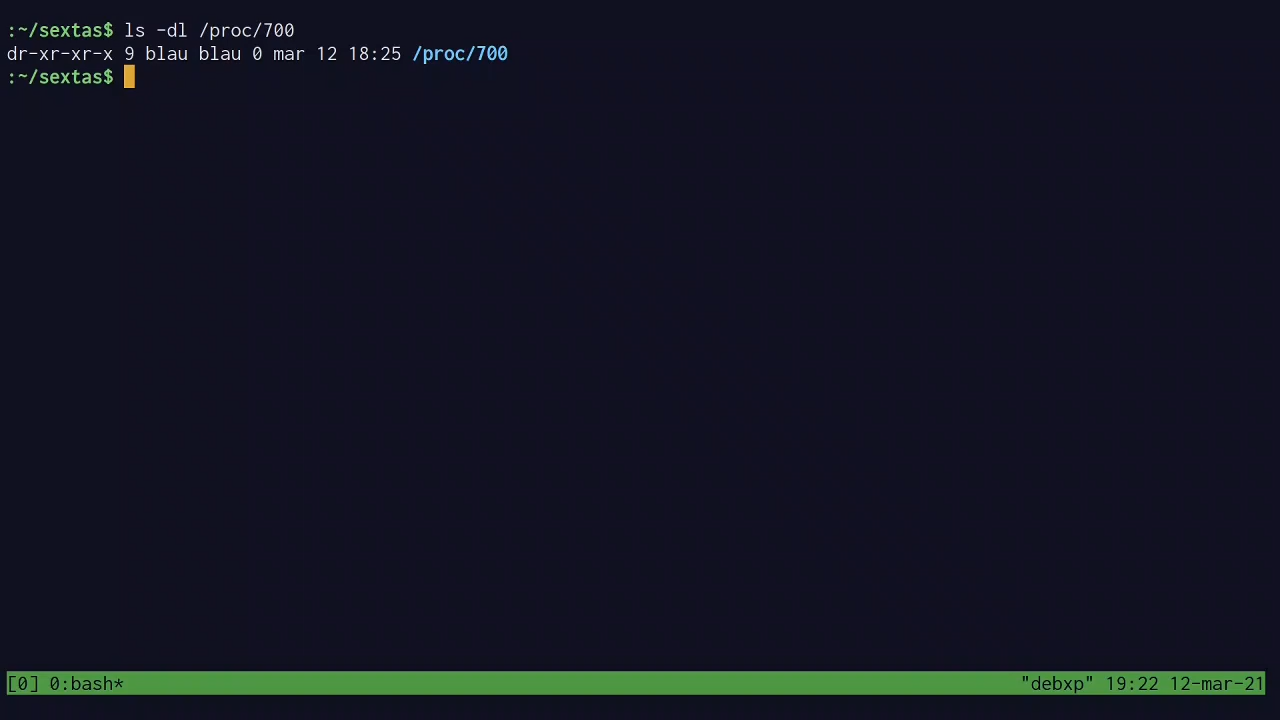 :~/sextas$ ls -dl /proc/700
dr-xr-xr-x 9 blau blau 0 mar 12 18:25 /proc/700
:~/sextas$
[0] 0:bash* "debxp" 19:22 12-mar-21